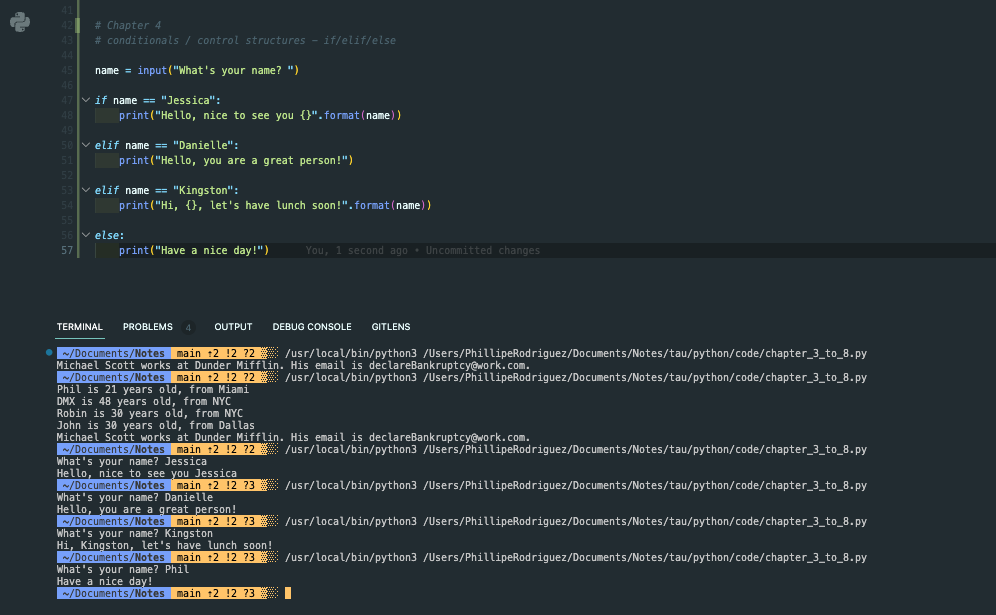 41
42 # Chapter 4
43 # conditionals / control structures - if/elif/else
44
45 name = input("What's your name? ")
46
47 if name == "Jessica":
48 print("Hello, nice to see you {}".format(name))
49
50 elif name == "Danielle":
51 print("Hello, you are a great person!")
52
53 elif name == "Kingston":
54 print("Hi, {}, let's have lunch soon!".format(name))
55
56 else:
57 print("Have a nice day!") You, 1 second ago • Uncommitted changes
TERMINAL PROBLEMS 4 OUTPUT DEBUG CONSOLE GITLENS
~/Documents/Notes main ↑2 !2 ?2 /usr/local/bin/python3 /Users/PhillipeRodriguez/Documents/Notes/tau/python/code/chapter_3_to_8.py
Michael Scott works at Dunder Mifflin. His email is declareBankruptcy@work.com.
~/Documents/Notes main ↑2 !2 ?2 /usr/local/bin/python3 /Users/PhillipeRodriguez/Documents/Notes/tau/python/code/chapter_3_to_8.py
Phil is 21 years old, from Miami
DMX is 48 years old, from NYC
Robin is 30 years old, from NYC
John is 30 years old, from Dallas
Michael Scott works at Dunder Mifflin. His email is declareBankruptcy@work.com.
~/Documents/Notes main ↑2 !2 ?2 /usr/local/bin/python3 /Users/PhillipeRodriguez/Documents/Notes/tau/python/code/chapter_3_to_8.py
What's your name? Jessica
Hello, nice to see you Jessica
~/Documents/Notes main ↑2 !2 ?3 /usr/local/bin/python3 /Users/PhillipeRodriguez/Documents/Notes/tau/python/code/chapter_3_to_8.py
What's your name? Danielle
Hello, you are a great person!
~/Documents/Notes main ↑2 !2 ?3 /usr/local/bin/python3 /Users/PhillipeRodriguez/Documents/Notes/tau/python/code/chapter_3_to_8.py
What's your name? Kingston
Hi, Kingston, let's have lunch soon!
~/Documents/Notes main ↑2 !2 ?3 /usr/local/bin/python3 /Users/PhillipeRodriguez/Documents/Notes/tau/python/code/chapter_3_to_8.py
What's your name? Phil
Have a nice day!
~/Documents/Notes main ↑2 !2 ?3